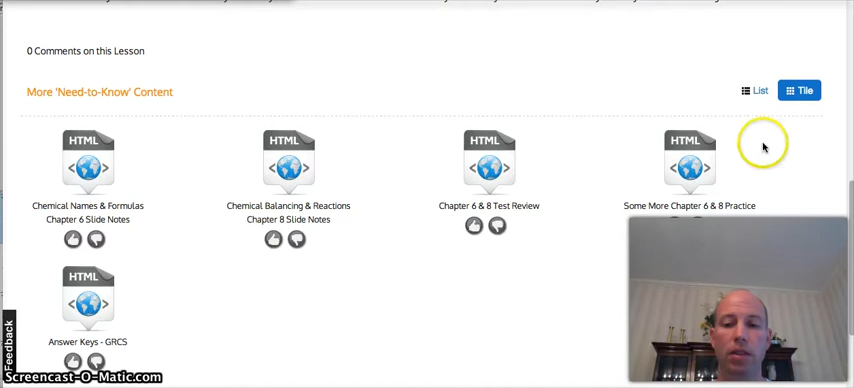 0 Comments on this Lesson
More 'Need-to-Know' Content
List
Tile
HTML
HTML
HTML
HTML
Chemical Names & Formulas
Chapter 6 Slide Notes
Chemical Balancing & Reactions
Chapter 8 Slide Notes
Chapter 6 & 8 Test Review
Some More Chapter 6 & 8 Practice
HTML
Answer Keys - GRCS
Feedback
Screencast-O-Matic.com